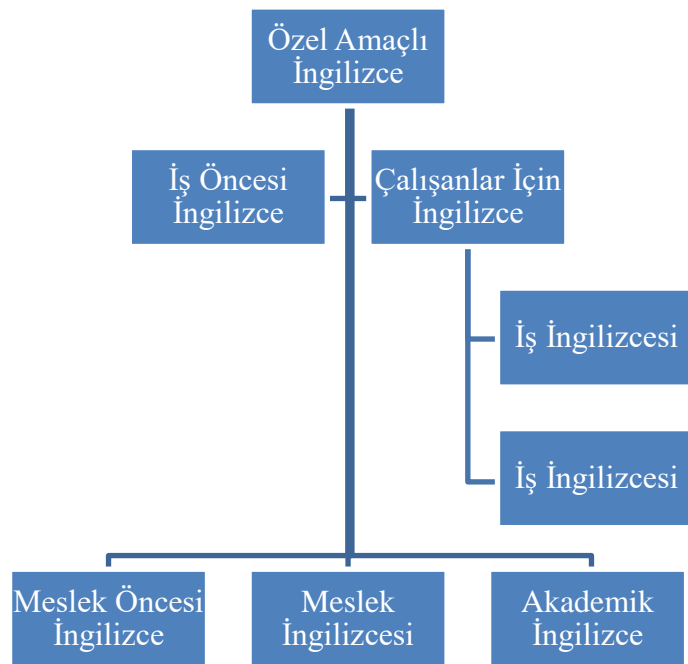 Özel Amaçlı
İngilizce
İş Öncesi
İngilizce
Çalışanlar İçin
İngilizce
İş İngilizcesi
İş İngilizcesi
Meslek Öncesi
İngilizce
Meslek
İngilizcesi
Akademik
İngilizce